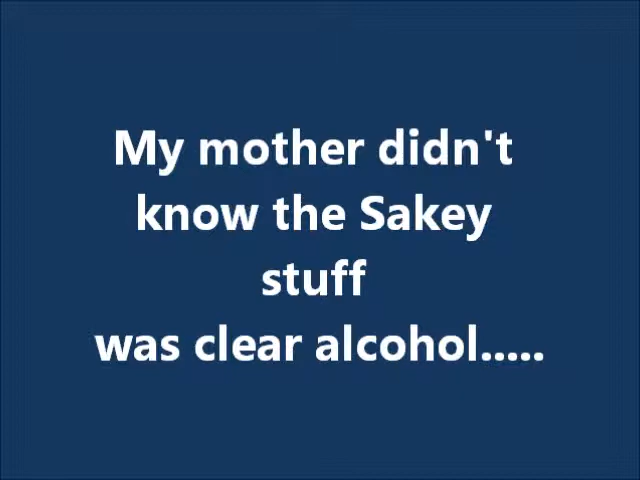 My mother didn't
know the Sakey
stuff
was clear alcohol.....